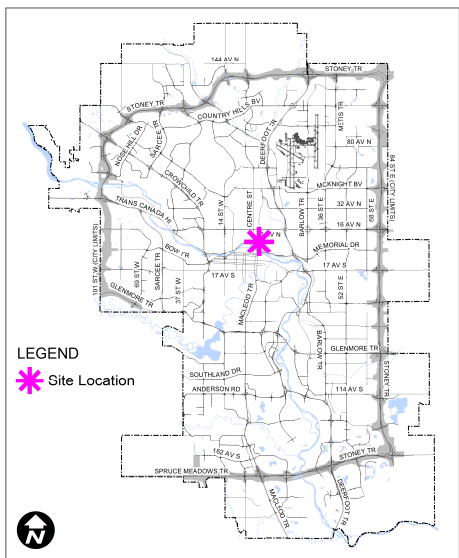 144 AV N
STONEY TR
STONEY TR
COUNTRY HILLS BV
METIS TR
NOSE HILL DR
SARCEE TR
DEERFOOT TR
80 AV N
84 ST E (CITY LIMITS)
CROWCHILD TR
MCKNIGHT BV
TRANS CANADA HI
14 ST W
CENTRE ST
BARLOW TR
36 ST E
32 AV N
68 ST E
16 AV N
AV N
MEMORIAL DR
BOW TR
101 ST W (CITY LIMITS)
69 ST W
SARCEE TR
37 ST W
17 AV S
17 AV S
52 ST E
GLENMORE TR
MACLEOD TR
BARLOW TR
GLENMORE TR
LEGEND
Site Location
SOUTHLAND DR
ANDERSON RD
114 AV S
STONEY TR
162 AV S
STONEY TR
SPRUCE MEADOWS TR
MACLEOD TR
DEERFOOT TR
N